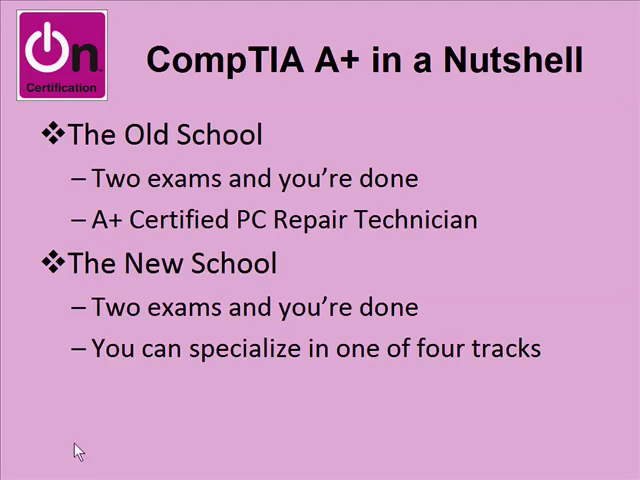 On
Certification
CompTIA A+ in a Nutshell
❖The Old School
– Two exams and you're done
– A+ Certified PC Repair Technician
❖The New School
– Two exams and you're done
– You can specialize in one of four tracks